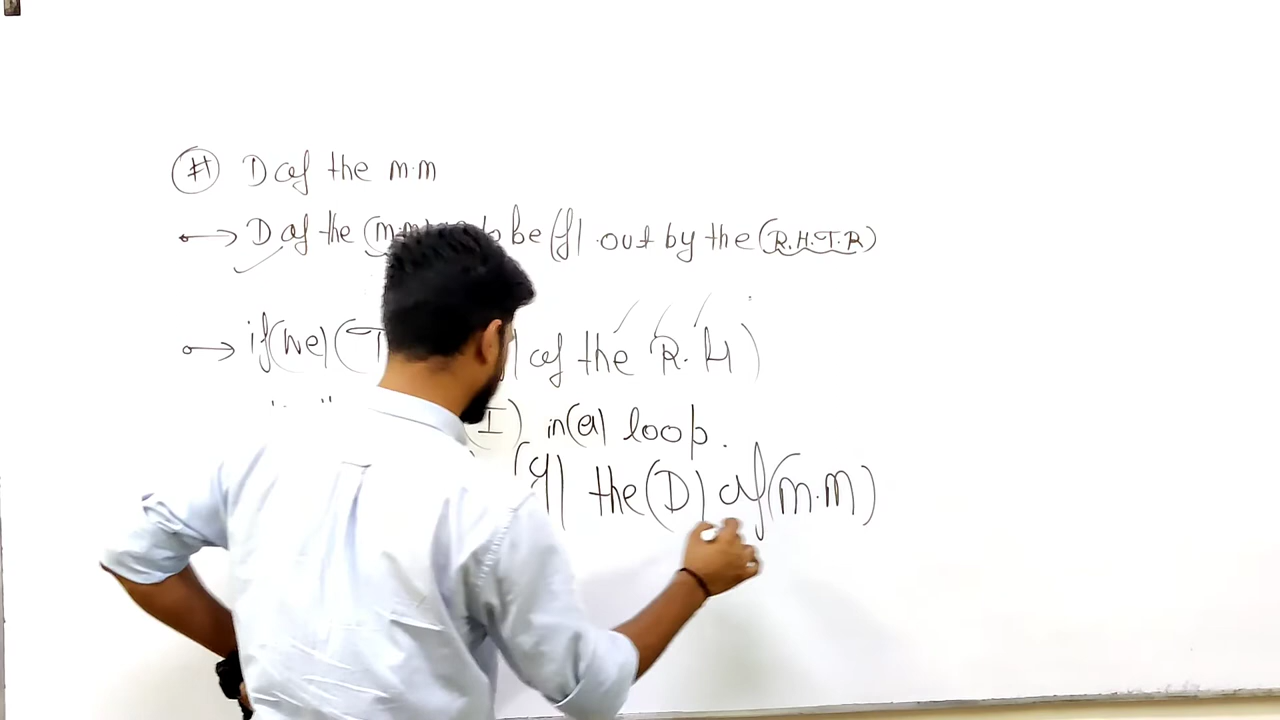 # D of the m.m
→ D of the (m.m) to be (f) out by the (R.H.T.R)
→ if (we) (T of the R.H)
(I) in (a) loop.
the (D) of (m.m)